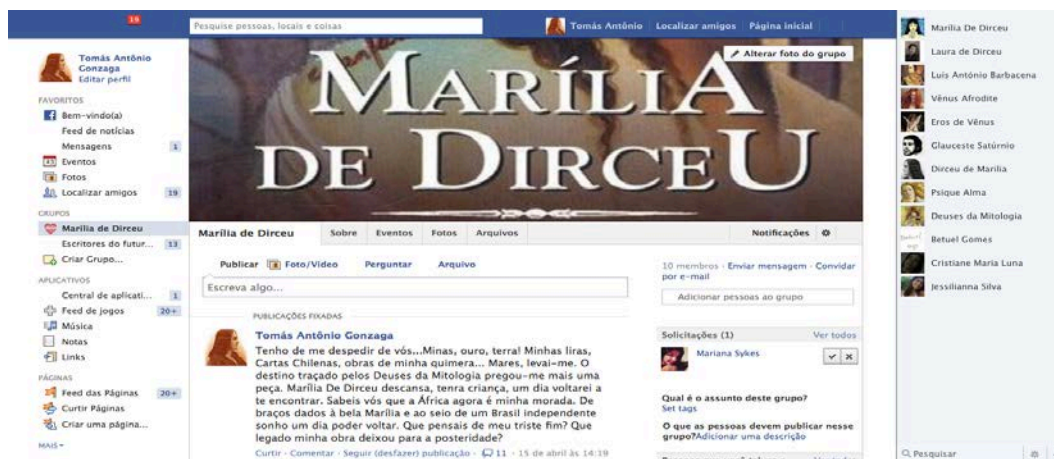 19
Pesquise pessoas, locais e coisas
Tomás Antônio
Localizar amigos
Página inicial
Tomás Antônio
Gonzaga
Editar perfil
FAVORITOS
Bem-vindo(a)
Feed de notícias
Mensagens 1
Eventos
Fotos
Localizar amigos 19
GRUPOS
Marília de Dirceu
Escritores do futur... 13
Criar Grupo...
APLICATIVOS
Central de aplicati... 1
Feed de jogos 20+
Música
Notas
Links
PÁGINAS
Feed das Páginas 20+
Curtir Páginas
Criar uma página...
MAIS
Alterar foto do grupo
MARÍLIA
DE DIRCEU
Marília de Dirceu Sobre Eventos Fotos Arquivos Notificações
Publicar Foto/Vídeo Perguntar Arquivo
Escreva algo...
PUBLICAÇÕES FIXADAS
Tomás Antônio Gonzaga
Tenho de me despedir de vós...Minas, ouro, terra! Minhas liras,
Cartas Chilenas, obras de minha quimera... Mares, levai-me. O
destino traçado pelos Deuses da Mitologia pregou-me mais uma
peça. Marília De Dirceu descansa, tenra criança, um dia voltarei a
te encontrar. Sabeis vós que a África agora é minha morada. De
braços dados à bela Marília e ao seio de um Brasil independente
sonho um dia poder voltar. Que pensais de meu triste fim? Que
legado minha obra deixou para a posteridade?
Curtir · Comentar · Seguir (desfazer) publicação · 11 · 15 de abril às 14:19
10 membros · Enviar mensagem · Convidar
por e-mail
Adicionar pessoas ao grupo
Solicitações (1) Ver todos
Mariana Sykes
Qual é o assunto deste grupo?
Set tags
O que as pessoas devem publicar nesse
grupo?Adicionar uma descrição
Marília De Dirceu
Laura de Dirceu
Luis Antônio Barbacena
Vênus Afrodite
Eros de Vênus
Glauceste Satúrnio
Dirceu de Marília
Psique Alma
Deuses da Mitologia
Betuel Gomes
Cristiane Maria Luna
Jessilianna Silva
Pesquisar